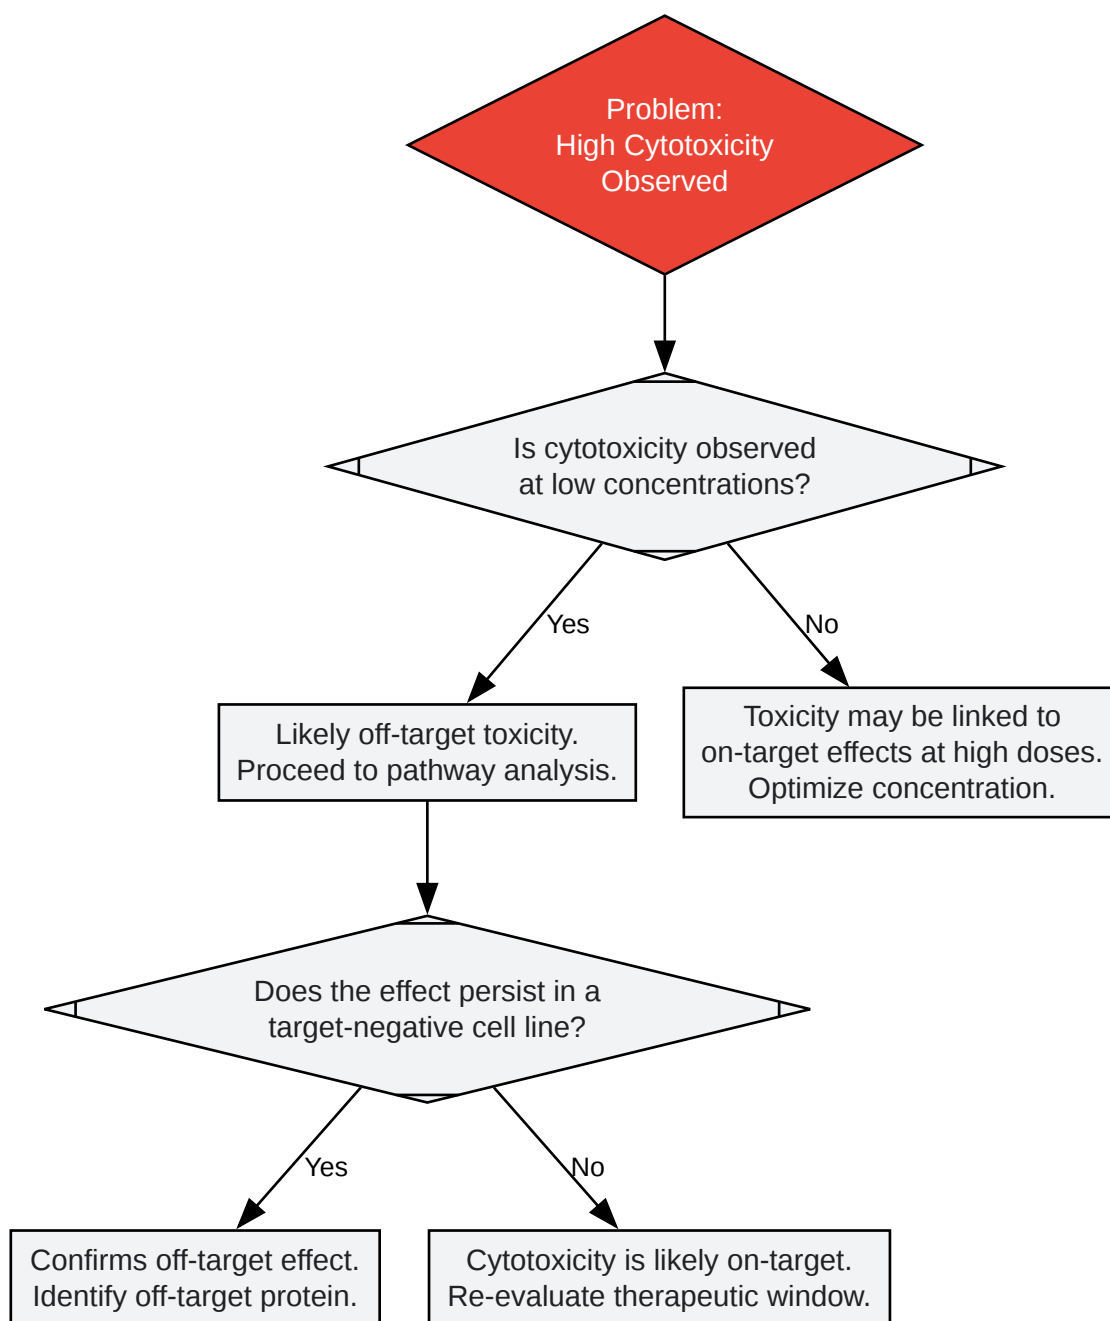 Problem:
High Cytotoxicity
Observed
Is cytotoxicity observed
at low concentrations?
Yes
No
Likely off-target toxicity.
Proceed to pathway analysis.
Toxicity may be linked to
on-target effects at high doses.
Optimize concentration.
Does the effect persist in a
target-negative cell line?
Yes
No
Confirms off-target effect.
Identify off-target protein.
Cytotoxicity is likely on-target.
Re-evaluate therapeutic window.